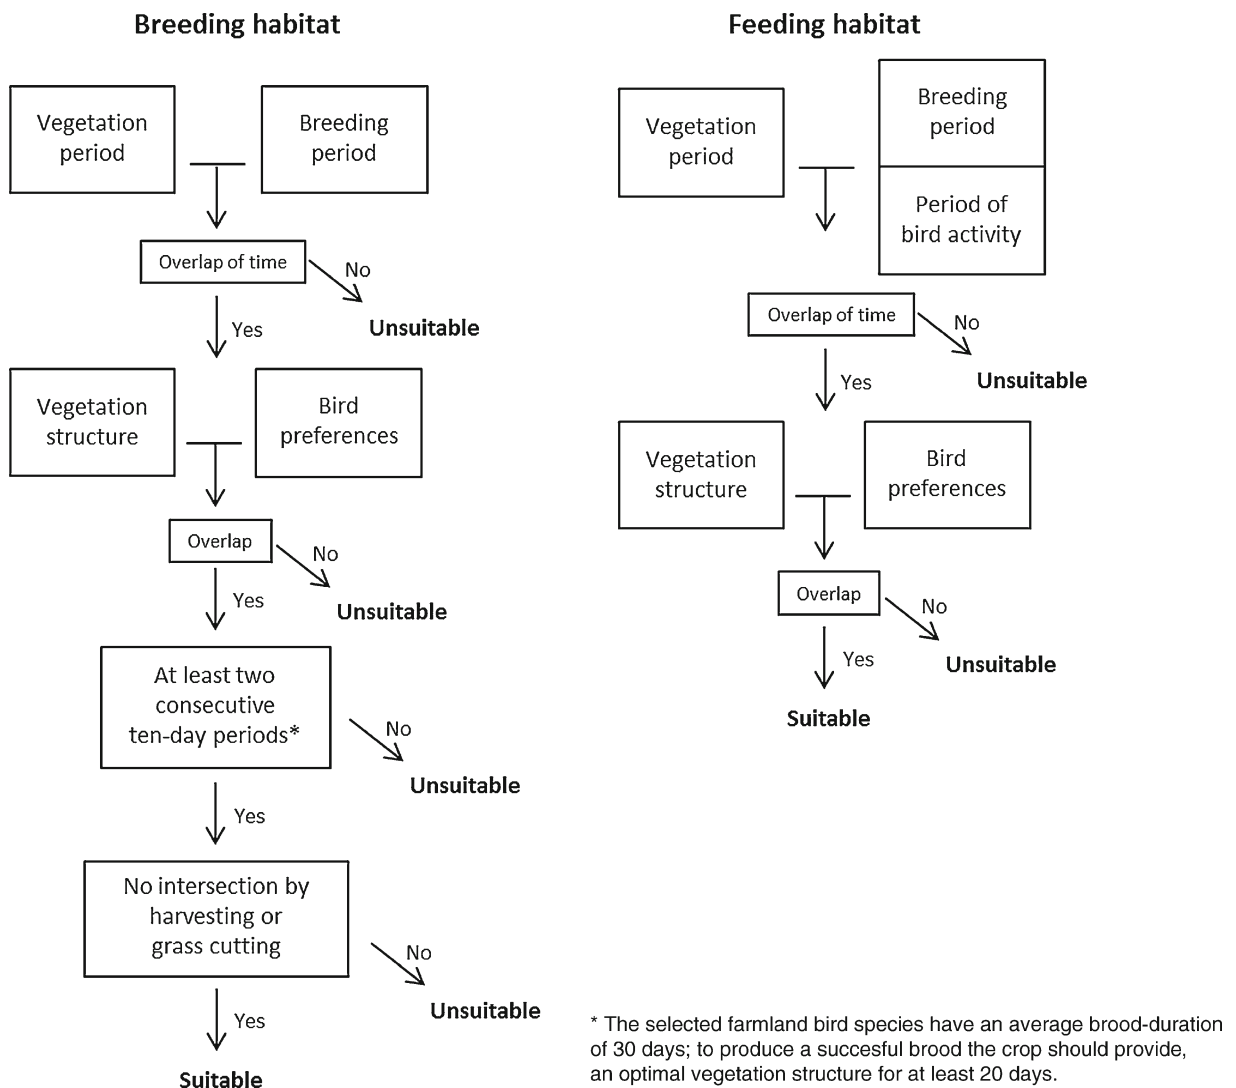 Breeding habitat
Vegetation
period
Breeding
period
Overlap of time
No
Unsuitable
Yes
Vegetation
structure
Bird
preferences
Overlap
No
Unsuitable
Yes
At least two
consecutive
ten-day periods*
No
Unsuitable
Yes
No intersection by
harvesting or
grass cutting
No
Unsuitable
Yes
Suitable
Feeding habitat
Vegetation
period
Breeding
period
Period of
bird activity
Overlap of time
No
Unsuitable
Yes
Vegetation
structure
Bird
preferences
Overlap
No
Unsuitable
Yes
Suitable
* The selected farmland bird species have an average brood-duration
of 30 days; to produce a succesful brood the crop should provide,
an optimal vegetation structure for at least 20 days.